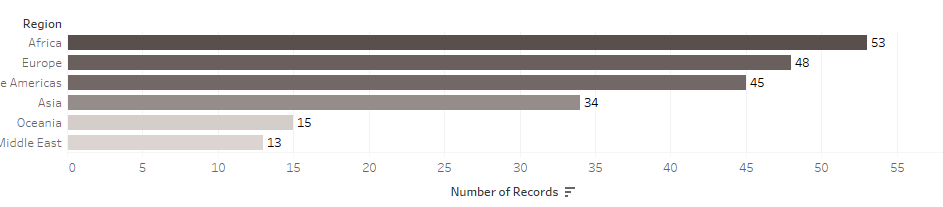 Region
Africa 53
Europe 48
e Americas 45
Asia 34
Oceania 15
Middle East 13
0 5 10 15 20 25 30 35 40 45 50 55
Number of Records